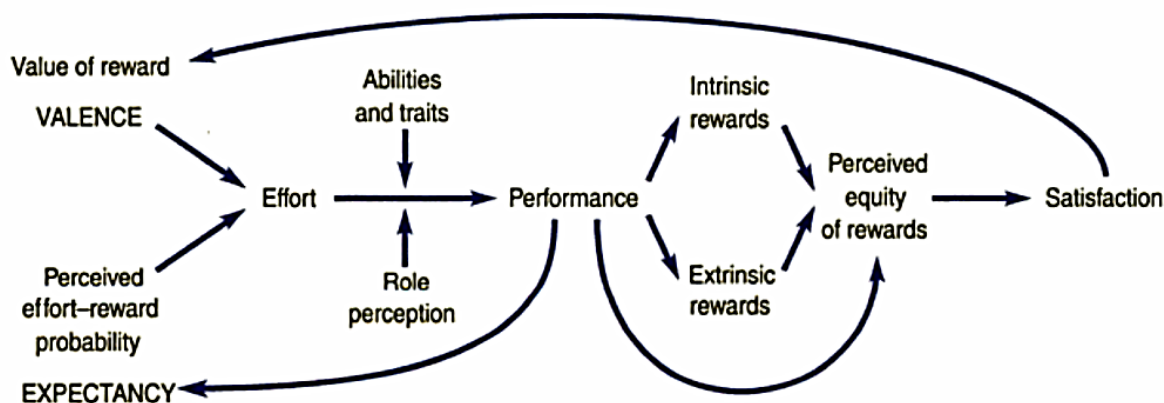 Value of reward
VALENCE
Abilities
and traits
Intrinsic
rewards
Effort
Performance
Perceived
equity
of rewards
Satisfaction
Perceived
effort–reward
probability
EXPECTANCY
Role
perception
Extrinsic
rewards